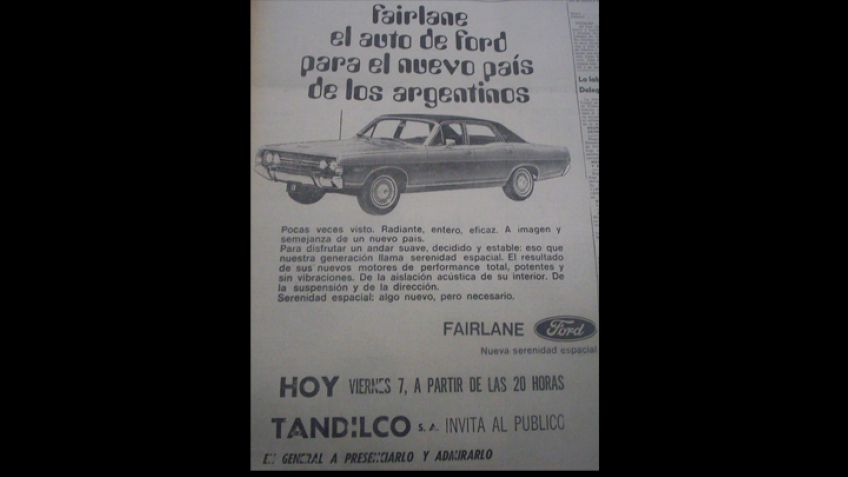 fairlane
el auto de ford
para el nuevo país
de los argentinos
Pocas veces visto. Radiante, entero, eficaz. A imagen y
semejanza de un nuevo país.
Para disfrutar un andar suave, decidido y estable: eso que
nuestra generación llama serenidad espacial. El resultado
de sus nuevos motores de performance total, potentes y
sin vibraciones. De la aislación acústica de su interior. De
la suspensión y de la dirección.
Serenidad espacial: algo nuevo, pero necesario.
FAIRLANE Ford
Nueva serenidad espacial
HOY VIERNES 7, A PARTIR DE LAS 20 HORAS
TANDILCO S. A. INVITA AL PUBLICO
EN GENERAL A PRESENCIARLO Y ADMIRARLO